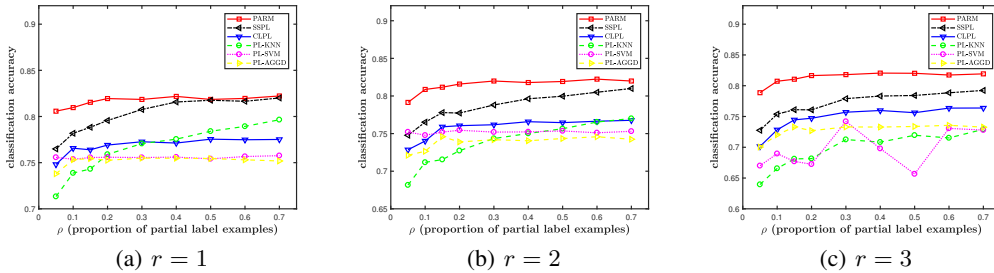 0.9
0.85
0.8
0.75
0.7
classification accuracy
PARM
SSPL
CLPL
PL-KNN
PL-SVM
PL-AGGD
0 0.1 0.2 0.3 0.4 0.5 0.6 0.7
ρ (proportion of partial label examples)
(a) r = 1
0.9
0.85
0.8
0.75
0.7
0.65
classification accuracy
PARM
SSPL
CLPL
PL-KNN
PL-SVM
PL-AGGD
0 0.1 0.2 0.3 0.4 0.5 0.6 0.7
ρ (proportion of partial label examples)
(b) r = 2
0.9
0.85
0.8
0.75
0.7
0.65
0.6
classification accuracy
PARM
SSPL
CLPL
PL-KNN
PL-SVM
PL-AGGD
0 0.1 0.2 0.3 0.4 0.5 0.6 0.7
ρ (proportion of partial label examples)
(c) r = 3